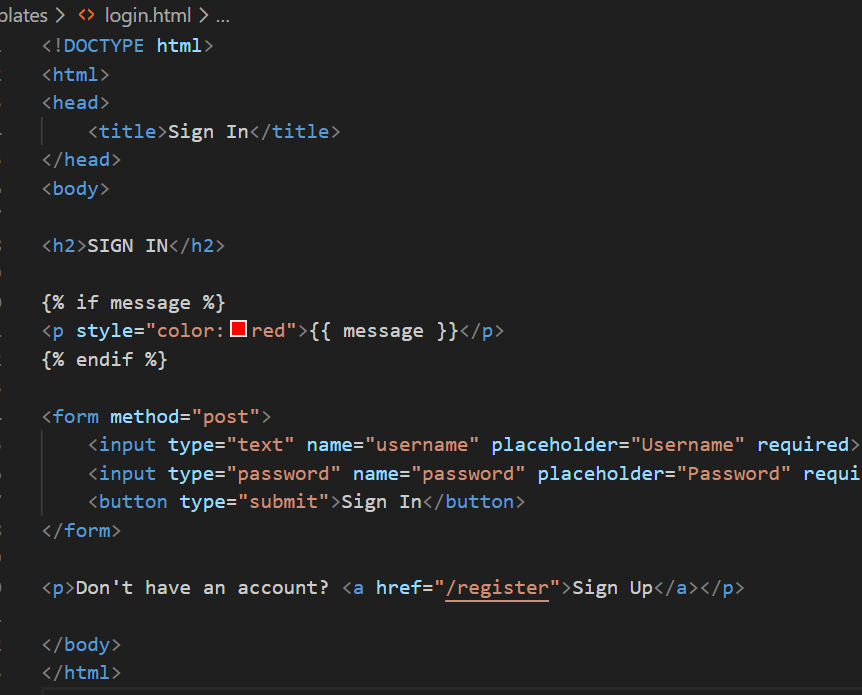 plates > <> login.html > ...
<!DOCTYPE html>
<html>
<head>
    <title>Sign In</title>
</head>
<body>
<h2>SIGN IN</h2>
{% if message %}
<p style="color:red">{{ message }}</p>
{% endif %}
<form method="post">
    <input type="text" name="username" placeholder="Username" required>
    <input type="password" name="password" placeholder="Password" requi
    <button type="submit">Sign In</button>
</form>
<p>Don't have an account? <a href="/register">Sign Up</a></p>
</body>
</html>